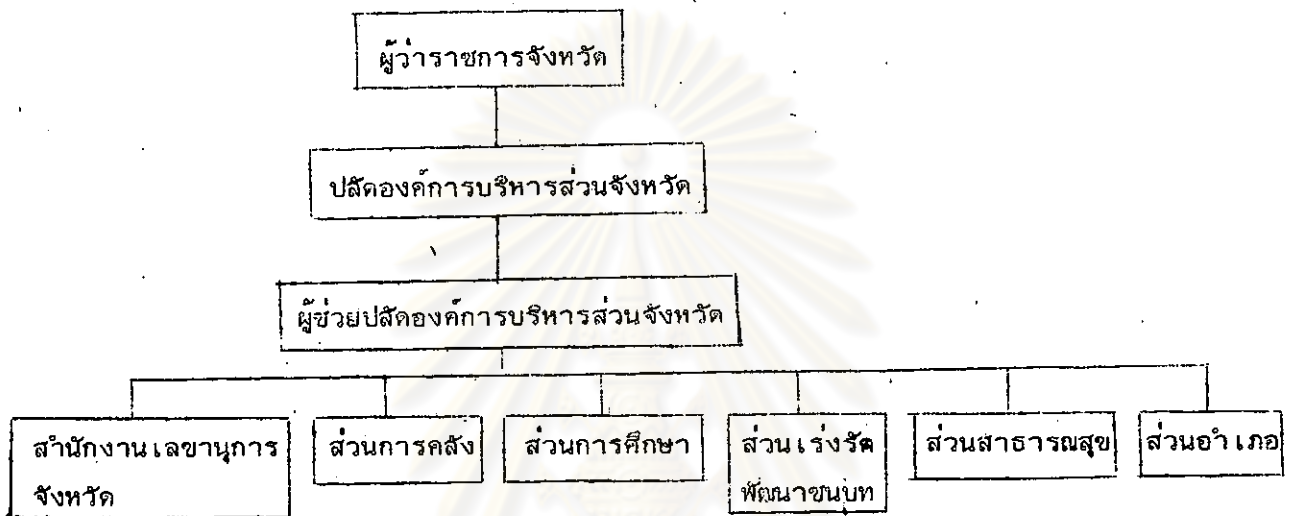 ผู้ว่าราชการจังหวัด
ปลัดองค์การบริหารส่วนจังหวัด
ผู้ช่วยปลัดองค์การบริหารส่วนจังหวัด
สำนักงานเลขานุการ
จังหวัด
ส่วนการคลัง
ส่วนการศึกษา
ส่วนเร่งรัด
พัฒนาชนบท
ส่วนสาธารณสุข
ส่วนอำเภอ